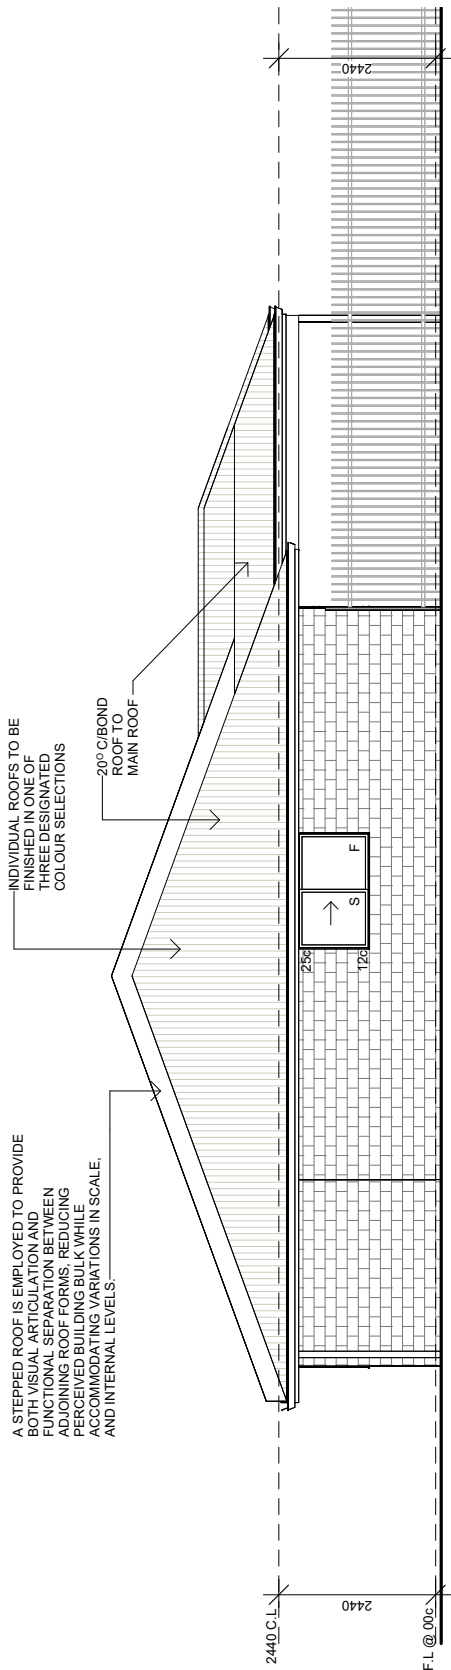 A STEPPED ROOF IS EMPLOYED TO PROVIDE
BOTH VISUAL ARTICULATION AND
FUNCTIONAL SEPARATION BETWEEN
ADJOINING ROOF FORMS, REDUCING
PERCEIVED BUILDING BULK WHILE
ACCOMMODATING VARIATIONS IN SCALE,
AND INTERNAL LEVELS.
INDIVIDUAL ROOFS TO BE
FINISHED IN ONE OF
THREE DESIGNATED
COLOUR SELECTIONS
20° C/BOND
ROOF TO
MAIN ROOF
2440 C.L
2440
F.L @ 00c
25c
12c
S
F
2440